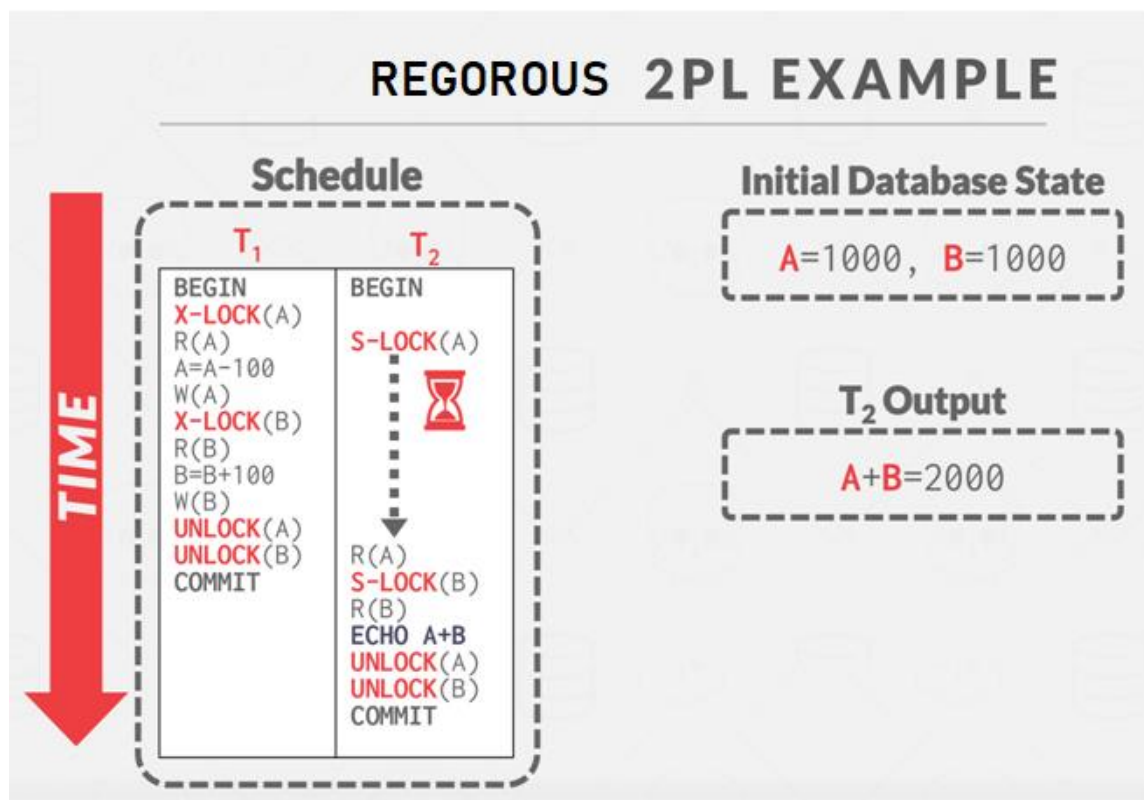 REGOROUS 2PL EXAMPLE
Schedule
T1 T2
BEGIN
X-LOCK(A)
R(A)
A=A-100
W(A)
X-LOCK(B)
R(B)
B=B+100
W(B)
UNLOCK(A)
UNLOCK(B)
COMMIT
BEGIN
S-LOCK(A)
R(A)
S-LOCK(B)
R(B)
ECHO A+B
UNLOCK(A)
UNLOCK(B)
COMMIT
TIME
Initial Database State
A=1000, B=1000
T2 Output
A+B=2000